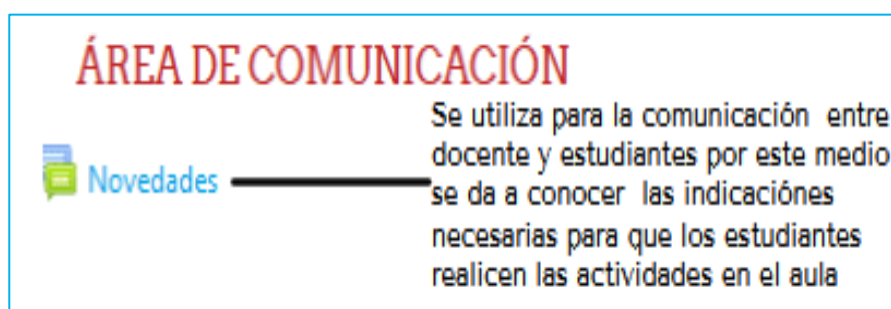 ÁREA DE COMUNICACIÓN
Novedades
Se utiliza para la comunicación entre
docente y estudiantes por este medio
se da a conocer las indicaciónes
necesarias para que los estudiantes
realicen las actividades en el aula